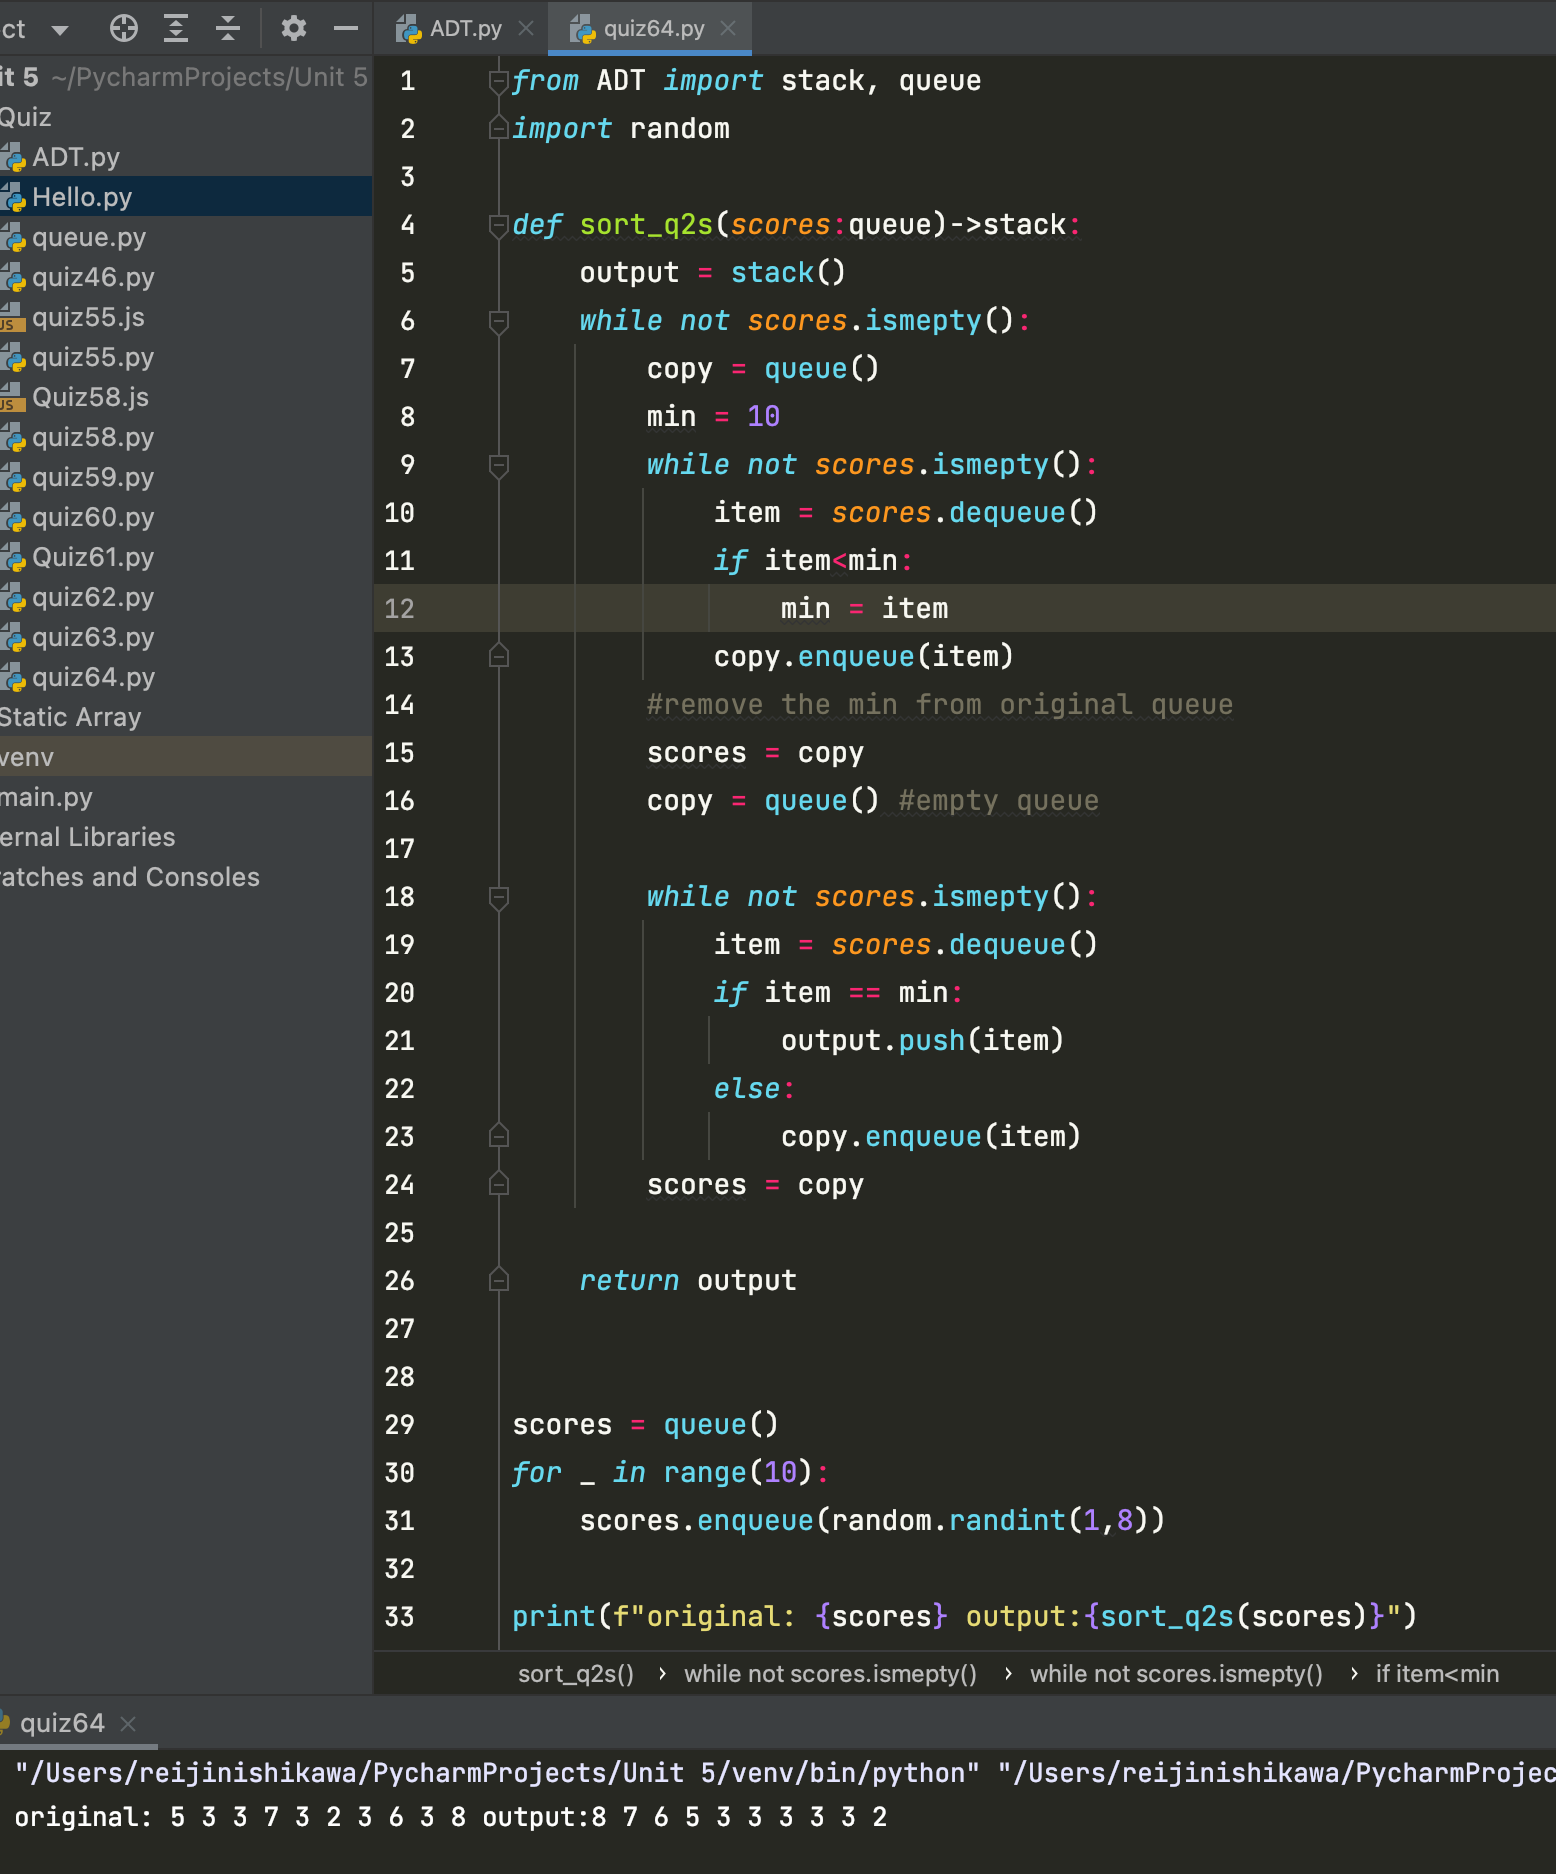 ct
ADT.py
quiz64.py
it 5 ~/PycharmProjects/Unit 5
Quiz
ADT.py
Hello.py
queue.py
quiz46.py
JS quiz55.js
quiz55.py
JS Quiz58.js
quiz58.py
quiz59.py
quiz60.py
Quiz61.py
quiz62.py
quiz63.py
quiz64.py
Static Array
venv
main.py
ernal Libraries
ratches and Consoles
1 from ADT import stack, queue
2 import random
3
4 def sort_q2s(scores:queue)->stack:
5     output = stack()
6     while not scores.ismepty():
7         copy = queue()
8         min = 10
9         while not scores.ismepty():
10             item = scores.dequeue()
11             if item<min:
12                 min = item
13             copy.enqueue(item)
14         #remove the min from original queue
15         scores = copy
16         copy = queue() #empty queue
17
18         while not scores.ismepty():
19             item = scores.dequeue()
20             if item == min:
21                 output.push(item)
22             else:
23                 copy.enqueue(item)
24         scores = copy
25
26     return output
27
28
29 scores = queue()
30 for _ in range(10):
31     scores.enqueue(random.randint(1,8))
32
33 print(f"original: {scores} output:{sort_q2s(scores)}")
sort_q2s() › while not scores.ismepty() › while not scores.ismepty() › if item<min
quiz64
"/Users/reijinishikawa/PycharmProjects/Unit 5/venv/bin/python" "/Users/reijinishikawa/PycharmProjec
original: 5 3 3 7 3 2 3 6 3 8 output:8 7 6 5 3 3 3 3 3 2